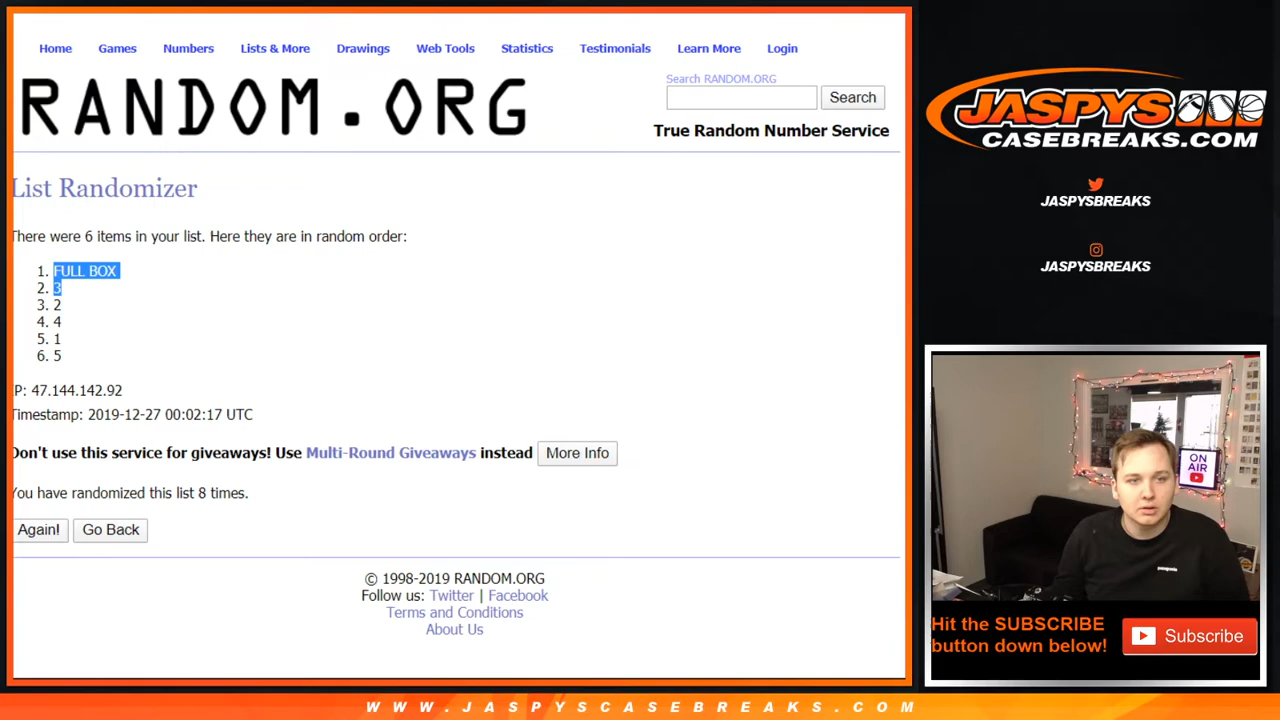 Home Games Numbers Lists & More Drawings Web Tools Statistics Testimonials Learn More Login
RANDOM.ORG
Search RANDOM.ORG
Search
True Random Number Service
List Randomizer
There were 6 items in your list. Here they are in random order:
1. FULL BOX
2. 3
3. 2
4. 4
5. 1
6. 5
IP: 47.144.142.92
Timestamp: 2019-12-27 00:02:17 UTC
Don't use this service for giveaways! Use Multi-Round Giveaways instead More Info
You have randomized this list 8 times.
Again! Go Back
© 1998-2019 RANDOM.ORG
Follow us: Twitter | Facebook
Terms and Conditions
About Us
JASPYS
CASEBREAKS.COM
JASPYSBREAKS
JASPYSBREAKS
ON
AIR
patagonia
Hit the SUBSCRIBE
button down below!
Subscribe
WWW.JASPYSCASEBREAKS.COM